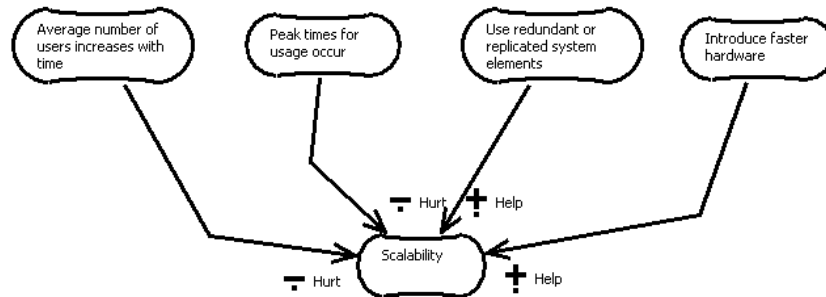 Average number of
users increases with
time
Peak times for
usage occur
Use redundant or
replicated system
elements
Introduce faster
hardware
Hurt
Help
Scalability
Hurt
Help